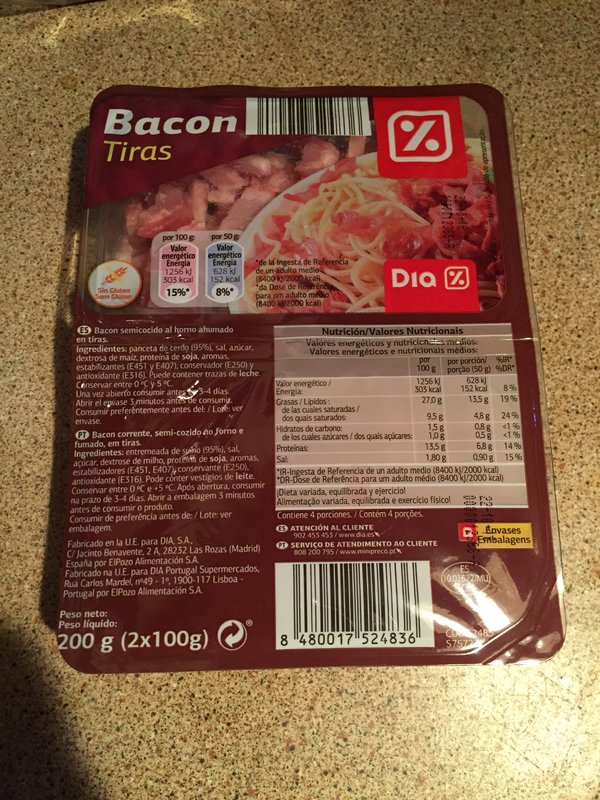 Bacon
Tiras
por 100 g:
Valor
energético
Energia
1256 kJ
303 kcal
15%*
por 50 g:
Valor
energético
Energia
628 kJ
152 kcal
8%*
*de la Ingesta de Referencia
de un adulto medio
(8400 kJ/2000 kcal)
*da Dose de Referência
para um adulto médio
(8400 kJ/2000 kcal)
Dia %
Sin Gluten
Sem Glúten
ES Bacon semicocido al horno ahumado
en tiras.
Ingredientes: panceta de cerdo (95%), sal, azúcar,
dextrosa de maíz, proteína de soja, aromas,
estabilizantes (E451 y E407), conservador (E250) y
antioxidante (E316). Puede contener trazas de leche.
Conservar entre 0 ºC y 5 ºC.
Una vez abierto consumir antes de 3-4 días.
Abrir el envase 3 minutos antes de consumir.
Consumir preferentemente antes del: / Lote: ver
envase.
PT Bacon corrente, semi-cozido no forno e
fumado, em tiras.
Ingredientes: entremeada de suíno (95%), sal,
açúcar, dextrose de milho, proteína de soja, aromas,
estabilizadores (E451, E407), conservante (E250),
antioxidante (E316). Pode conter vestígios de leite.
Conservar entre 0 ºC e +5 ºC. Após abertura, consumir
na prazo de 3-4 dias. Abrir a embalagem 3 minutos
antes de consumir o produto.
Consumir de preferência antes de: / Lote: ver
embalagem.
Fabricado en la U.E. para DIA, S.A.,
C/ Jacinto Benavente, 2 A, 28232 Las Rozas (Madrid)
España por ElPozo Alimentación S.A.
Fabricado na U.E. para DIA Portugal Supermercados,
Rua Carlos Mardel, nº49 - 1º, 1900-117 Lisboa -
Portugal por ElPozo Alimentación S.A.
Peso neto:
Peso líquido:
200 g (2x100g)
Nutrición/Valores Nutricionais
Valores energéticos y nutricionales medios:
Valores energéticos e nutricionais médios:
por 100 g
por porción/ porção (50 g)
%IR* %DR*
Valor energético / Energia: 1256 kJ 303 kcal 628 kJ 152 kcal 8 %
Grasas / Lípidos: 27,0 g 13,5 g 19 %
de las cuales saturadas /
dos quais saturados: 9,5 g 4,8 g 24 %
Hidratos de carbono: 1,5 g 0,8 g <1 %
de los cuales azúcares / dos quais açúcares: 1,0 g 0,5 g <1 %
Proteínas: 13,5 g 6,8 g 14 %
Sal: 1,80 g 0,90 g 15 %
*IR-Ingesta de Referencia de un adulto medio (8400 kJ/2000 kcal)
*DR-Dose de Referência para um adulto médio (8400 kJ/2000 kcal)
¡Dieta variada, equilibrada y ejercicio!
Alimentação variada, equilibrada e exercício físico!
Contiene 4 porciones. / Contém 4 porções.
ES ATENCIÓN AL CLIENTE
902 453 453 / www.dia.es
PT SERVIÇO DE ATENDIMENTO AO CLIENTE
808 200 795 / www.minipreco.pt
Envases
Embalagens
ES
8 480017 524836